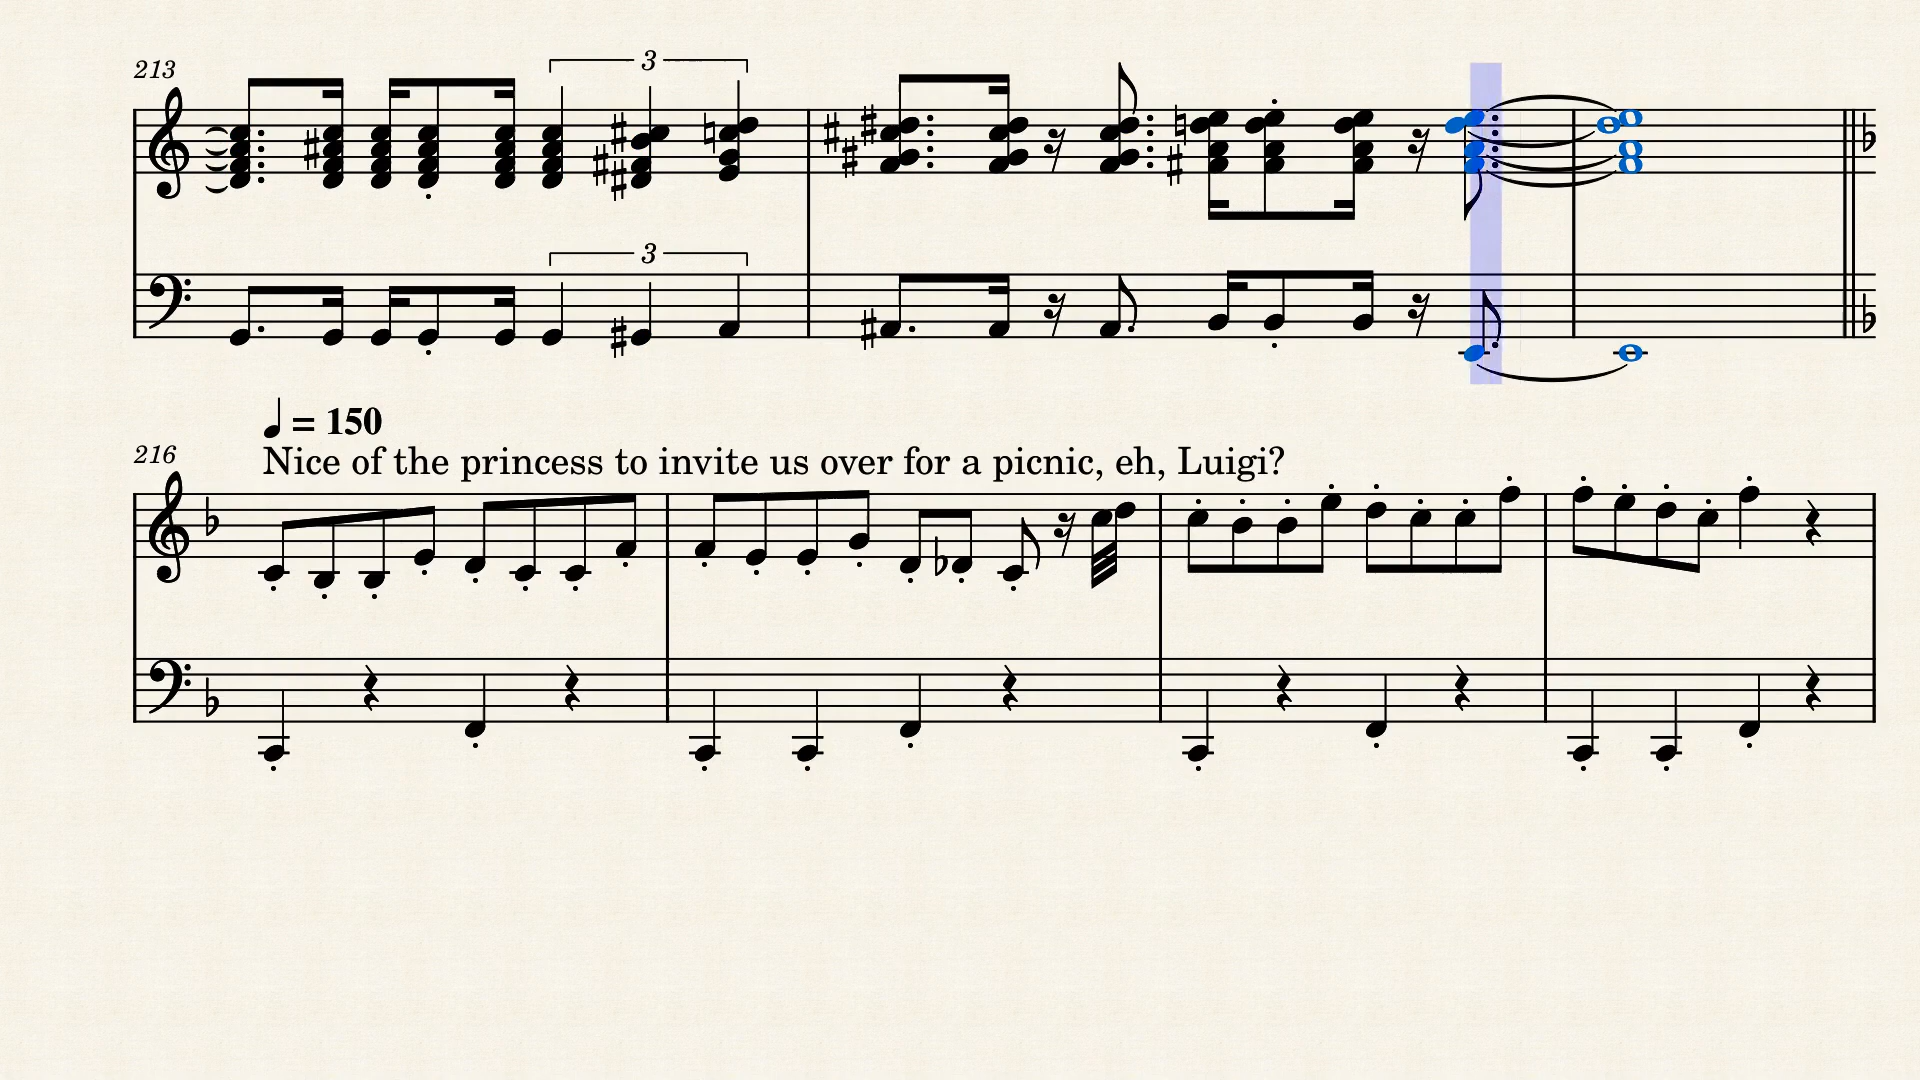 213
3
3
♩ = 150
Nice of the princess to invite us over for a picnic, eh, Luigi?
216